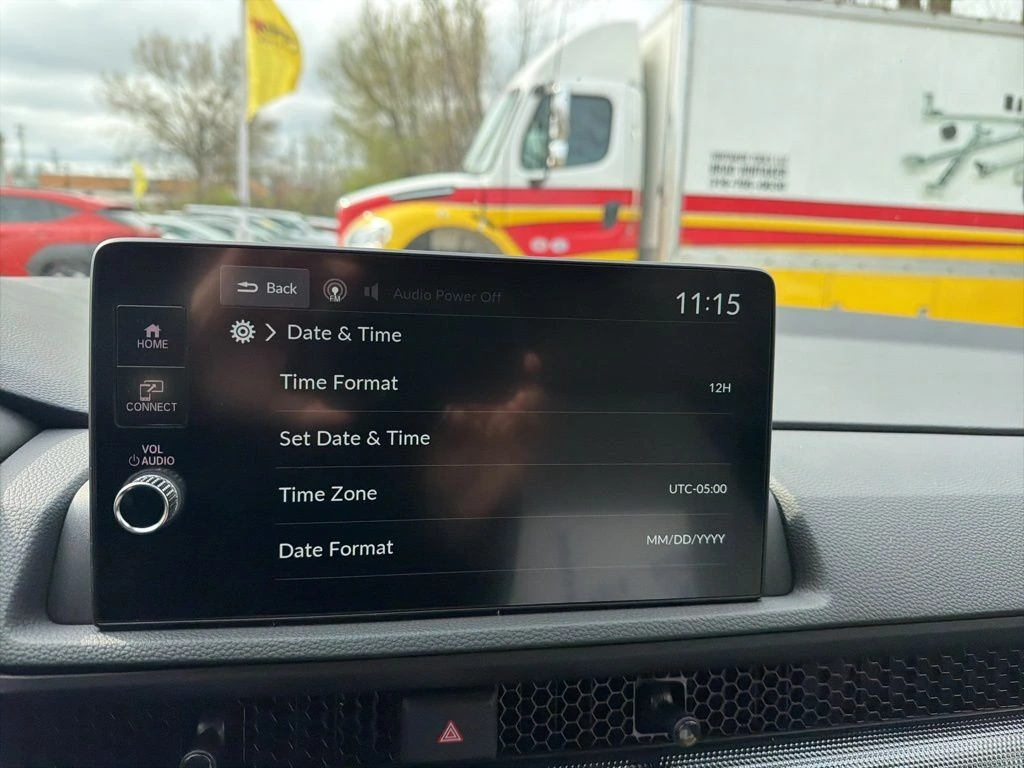 Back
FM
Audio Power Off
11:15
HOME
Date & Time
Time Format
12H
CONNECT
Set Date & Time
VOL
AUDIO
Time Zone
UTC-05:00
Date Format
MM/DD/YYYY